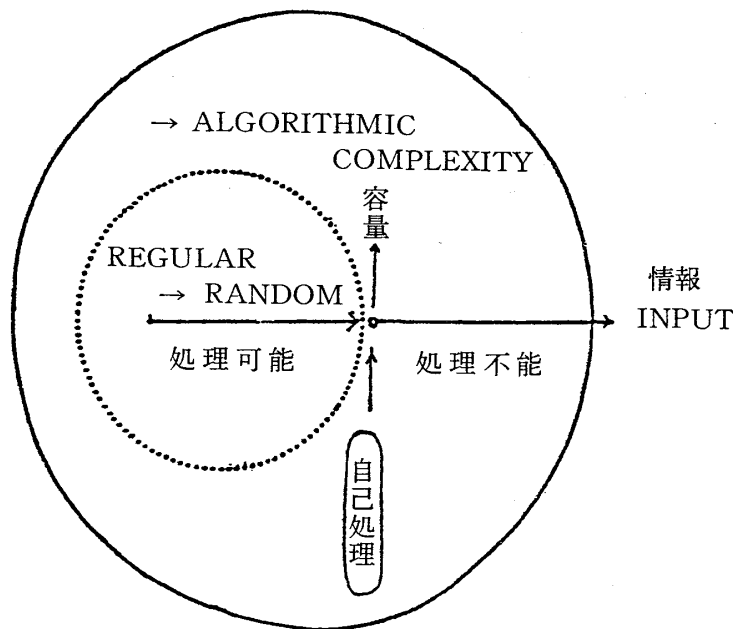 → ALGORITHMIC
COMPLEXITY
容量
REGULAR
→ RANDOM
情報
INPUT
処理可能
処理不能
自己処理